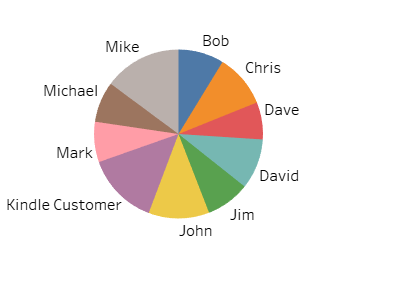 Bob
Chris
Dave
David
Jim
John
Kindle Customer
Mark
Michael
Mike